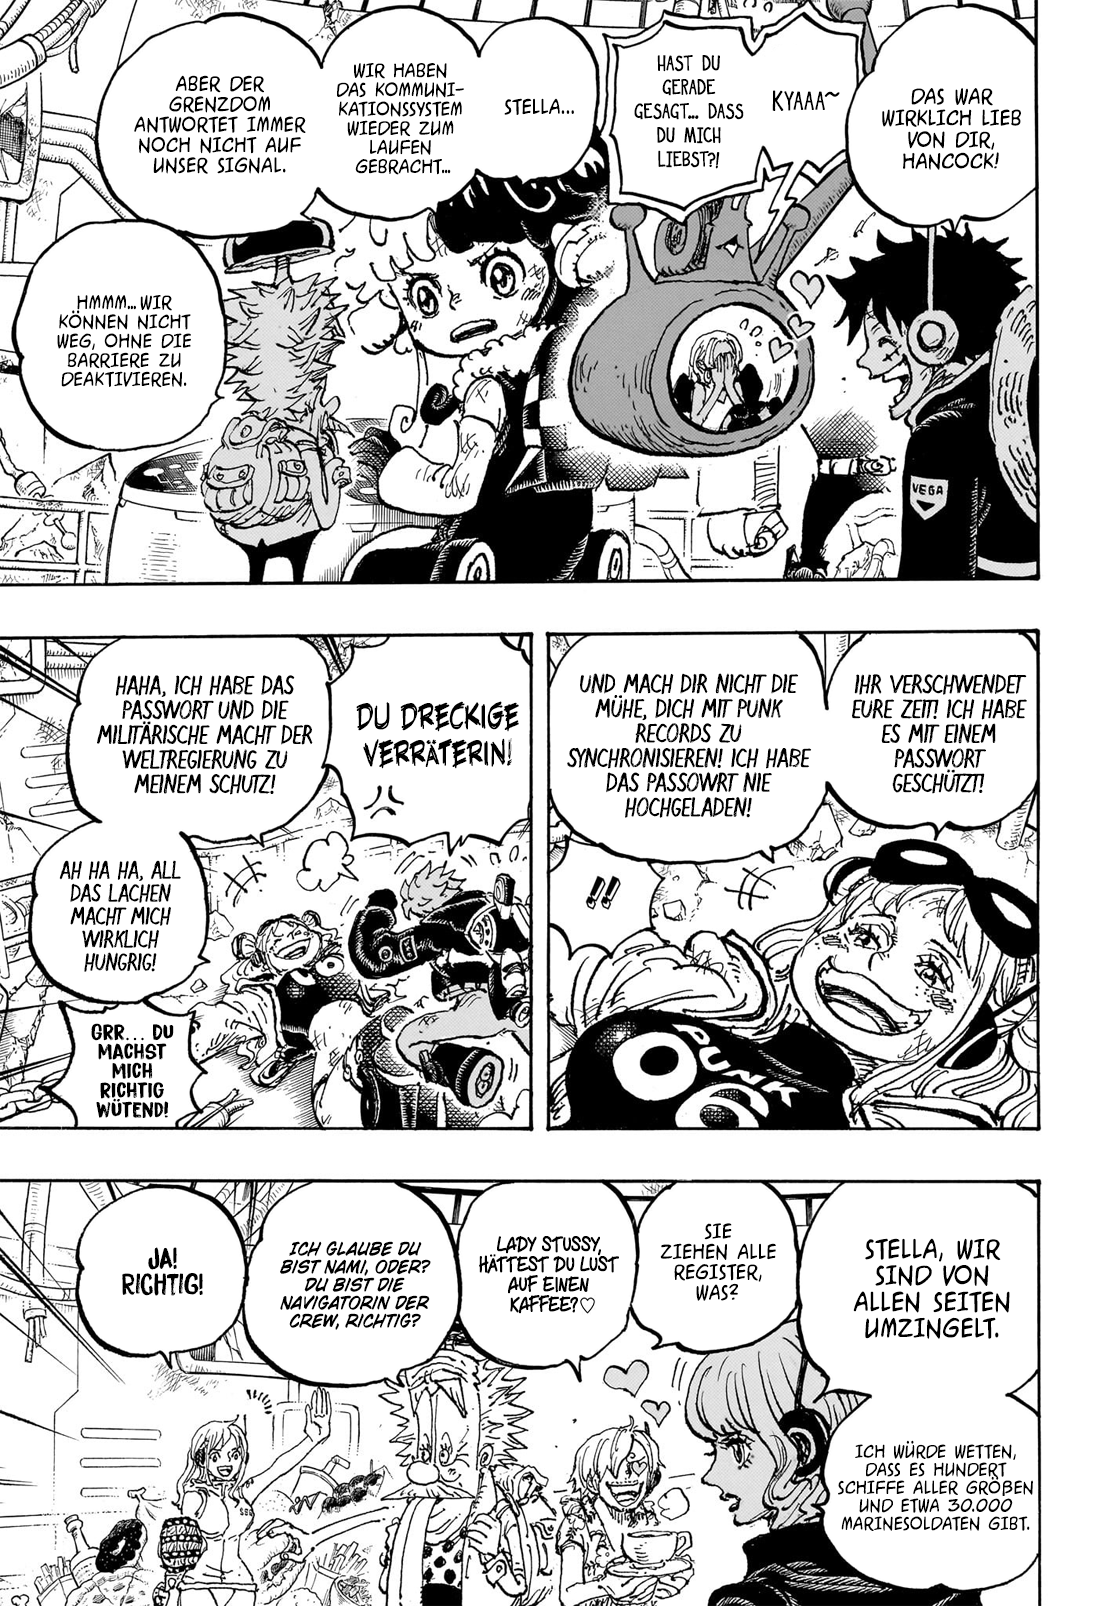 DAS WAR
WIRKLICH LIEB
VON DIR,
HANCOCK!
KYAAA~
HAST DU
GERADE
GESAGT... DASS
DU MICH
LIEBST?!
STELLA...
WIR HABEN
DAS KOMMUNI-
KATIONSSYSTEM
WIEDER ZUM
LAUFEN
GEBRACHT...
ABER DER
GRENZDOM
ANTWORTET IMMER
NOCH NICHT AUF
UNSER SIGNAL.
HMMM... WIR
KÖNNEN NICHT
WEG, OHNE DIE
BARRIERE ZU
DEAKTIVIEREN.
VEGA
IHR VERSCHWENDET
EURE ZEIT! ICH HABE
ES MIT EINEM
PASSWORT
GESCHÜTZT!
UND MACH DIR NICHT DIE
MÜHE, DICH MIT PUNK
RECORDS ZU
SYNCHRONISIEREN! ICH HABE
DAS PASSOWRT NIE
HOCHGELADEN!
!!
PUNK
06
DU DRECKIGE
VERRÄTERIN!
HAHA, ICH HABE DAS
PASSWORT UND DIE
MILITÄRISCHE MACHT DER
WELTREGIERUNG ZU
MEINEM SCHUTZ!
AH HA HA, ALL
DAS LACHEN
MACHT MICH
WIRKLICH
HUNGRIG!
GRR... DU
MACHST
MICH
RICHTIG
WÜTEND!
STELLA, WIR
SIND VON
ALLEN SEITEN
UMZINGELT.
ICH WÜRDE WETTEN,
DASS ES HUNDERT
SCHIFFE ALLER GRÖßEN
UND ETWA 30.000
MARINESOLDATEN GIBT.
SIE
ZIEHEN ALLE
REGISTER,
WAS?
LADY STUSSY,
HÄTTEST DU LUST
AUF EINEN
KAFFEE?♡
ICH GLAUBE DU
BIST NAMI, ODER?
DU BIST DIE
NAVIGATORIN DER
CREW, RICHTIG?
JA!
RICHTIG!